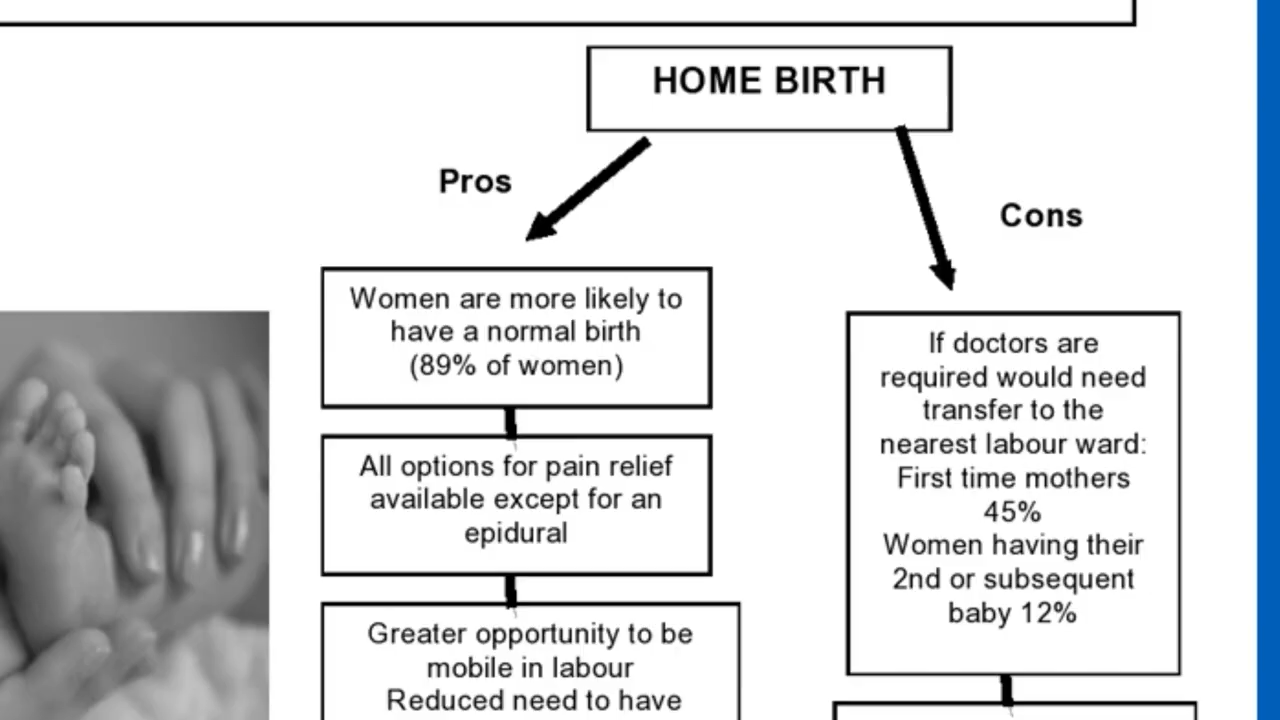 HOME BIRTH
Pros
Cons
Women are more likely to
have a normal birth
(89% of women)
All options for pain relief
available except for an
epidural
Greater opportunity to be
mobile in labour
Reduced need to have
If doctors are
required would need
transfer to the
nearest labour ward:
First time mothers
45%
Women having their
2nd or subsequent
baby 12%